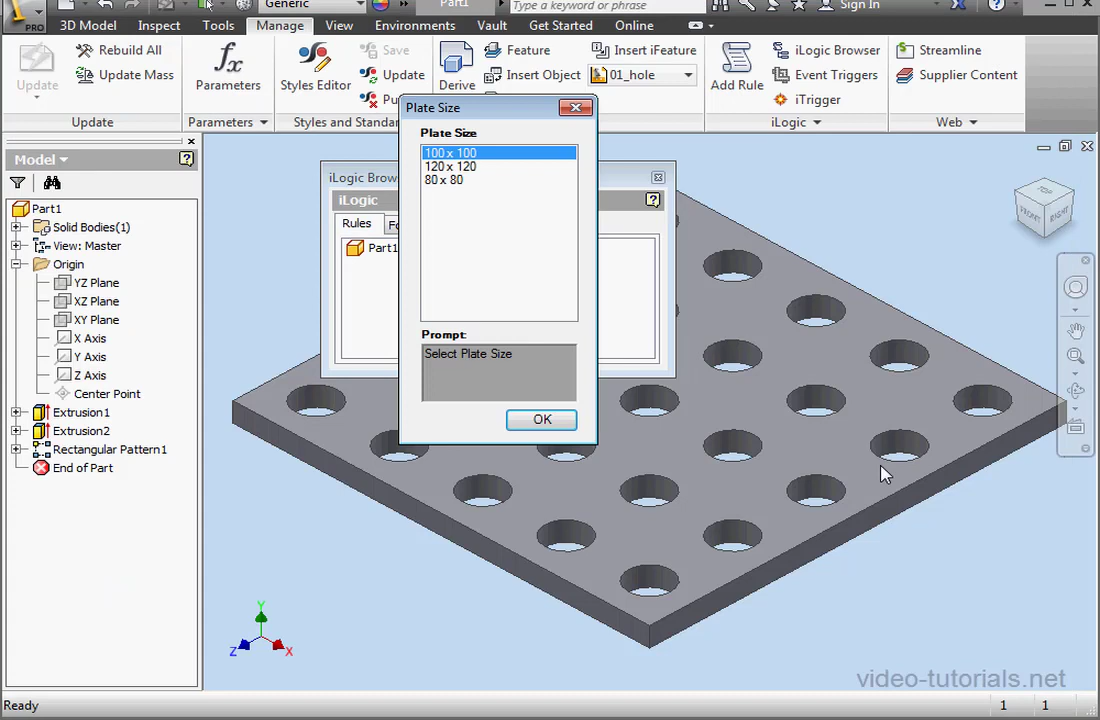 PRO
Generic
Part1
Type a keyword or phrase
Sign In
3D Model
Inspect
Tools
Manage
View
Environments
Vault
Get Started
Online
Update
Rebuild All
Update Mass
Update
fx
Parameters
Parameters
Styles Editor
Save
Update
Derive
Feature
Insert Object
Insert iFeature
01_hole
Add Rule
iLogic Browser
Event Triggers
iTrigger
iLogic
Streamline
Supplier Content
Web
Model
Part1
Solid Bodies(1)
View: Master
Origin
YZ Plane
XZ Plane
XY Plane
X Axis
Y Axis
Z Axis
Center Point
Extrusion1
Extrusion2
Rectangular Pattern1
End of Part
iLogic
Rules
Part1
Plate Size
Plate Size
100 x 100
120 x 120
80 x 80
Prompt:
Select Plate Size
OK
TOP
FRONT
RIGHT
Y
Z
X
video-tutorials.net
Ready
1
1